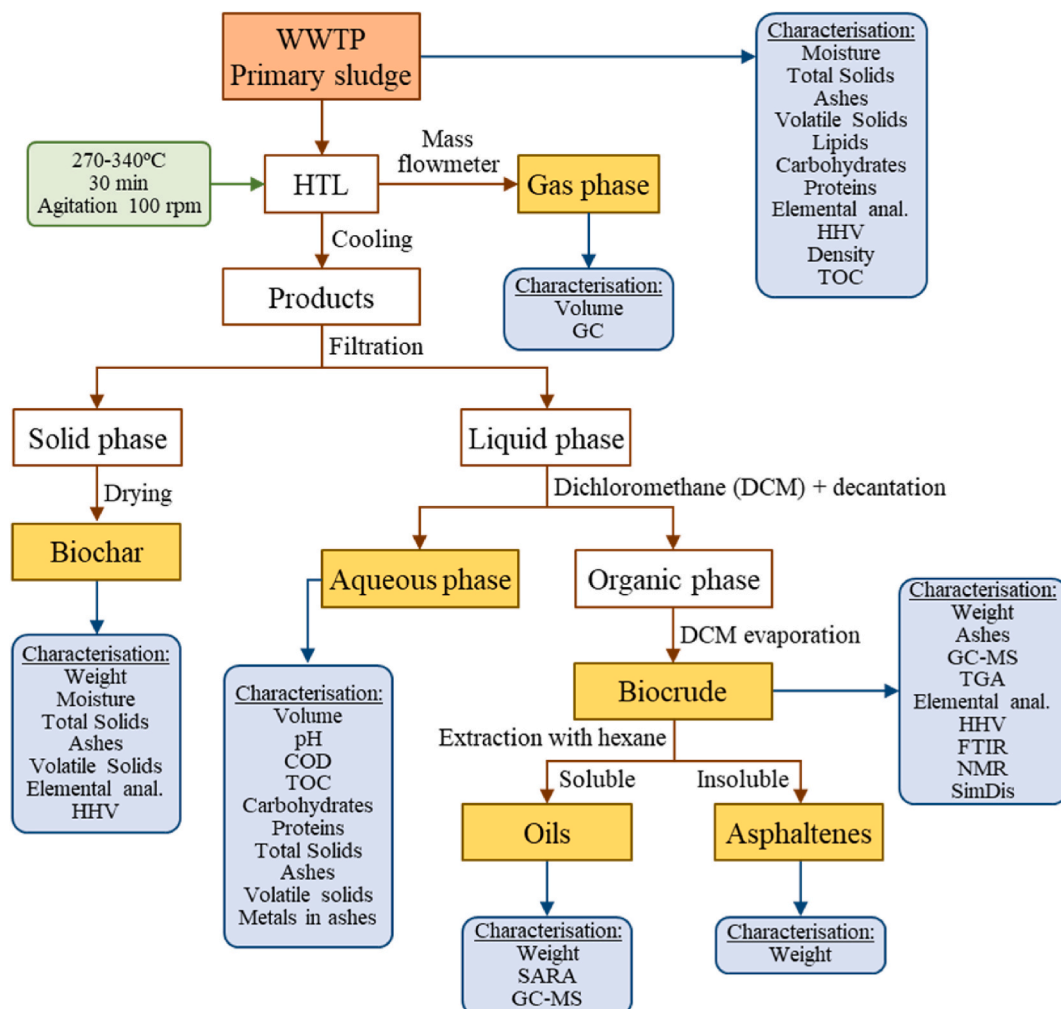 WWTP
Primary sludge
Characterisation:
Moisture
Total Solids
Ashes
Volatile Solids
Lipids
Carbohydrates
Proteins
Elemental anal.
HHV
Density
TOC
270-340ºC
30 min
Agitation 100 rpm
HTL
Mass
flowmeter
Gas phase
Cooling
Characterisation:
Volume
GC
Products
Filtration
Solid phase
Liquid phase
Drying
Dichloromethane (DCM) + decantation
Biochar
Aqueous phase
Organic phase
DCM evaporation
Characterisation:
Weight
Moisture
Total Solids
Ashes
Volatile Solids
Elemental anal.
HHV
Characterisation:
Volume
pH
COD
TOC
Carbohydrates
Proteins
Total Solids
Ashes
Volatile solids
Metals in ashes
Biocrude
Characterisation:
Weight
Ashes
GC-MS
TGA
Elemental anal.
HHV
FTIR
NMR
SimDis
Extraction with hexane
Soluble
Insoluble
Oils
Asphaltenes
Characterisation:
Weight
SARA
GC-MS
Characterisation:
Weight